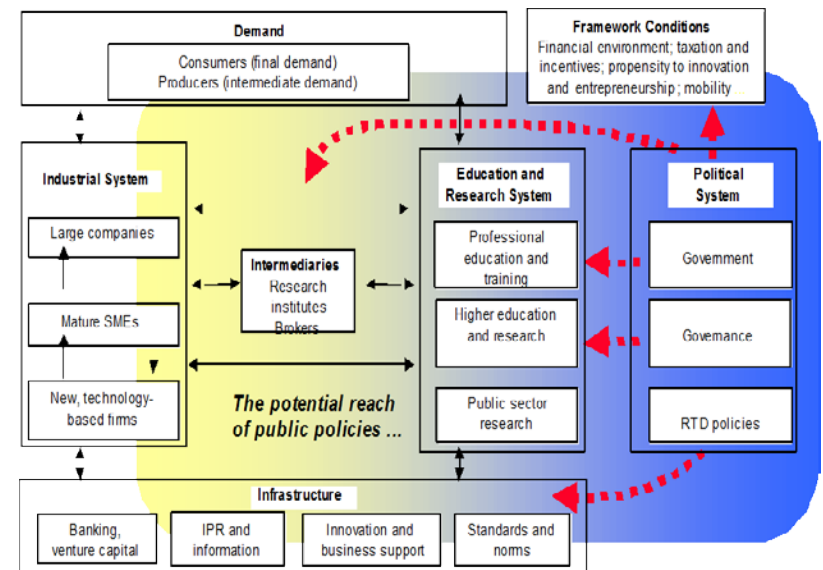 Demand
Consumers (final demand)
Producers (intermediate demand)
Framework Conditions
Financial environment; taxation and
incentives; propensity to innovation
and entrepreneurship; mobility
Industrial System
Large companies
Mature SMEs
New, technology-
based firms
Intermediaries
Research
institutes
Brokers
Education and
Research System
Professional
education and
training
Higher education
and research
Public sector
research
Political
System
Government
Governance
RTD policies
The potential reach
of public policies ...
Infrastructure
Banking,
venture capital
IPR and
information
Innovation and
business support
Standards and
norms